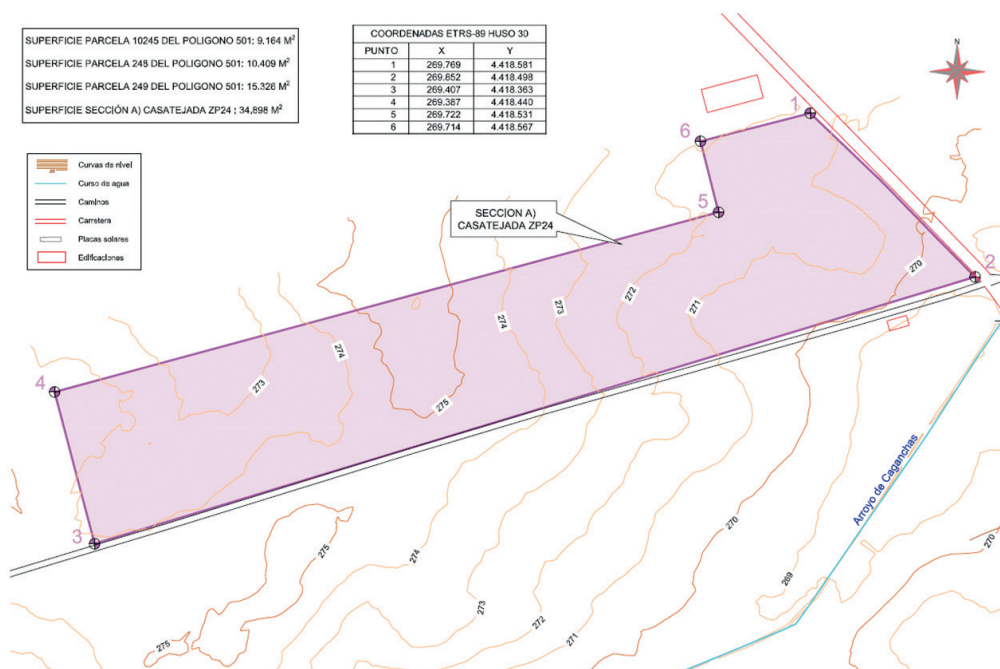 SUPERFICIE PARCELA 10245 DEL POLIGONO 501: 9.164 M²
SUPERFICIE PARCELA 248 DEL POLIGONO 501: 10.409 M²
SUPERFICIE PARCELA 249 DEL POLIGONO 501: 15.326 M²
SUPERFICIE SECCIÓN A) CASATEJADA ZP24 : 34,898 M²
COORDENADAS ETRS-89 HUSO 30
PUNTO X Y
1 269.769 4.418.581
2 269.852 4.418.498
3 269.407 4.418.363
4 269.387 4.418.440
5 269.722 4.418.531
6 269.714 4.418.567
N
Curvas de nivel
Curso de agua
Caminos
Carretera
Placas solares
Edificaciones
1
6
5
SECCION A)
CASATEJADA ZP24
2
270
272
271
273
274
274
273
275
4
3
Arroyo de Caganchas
270
275
274
269
270
273
272
271
275